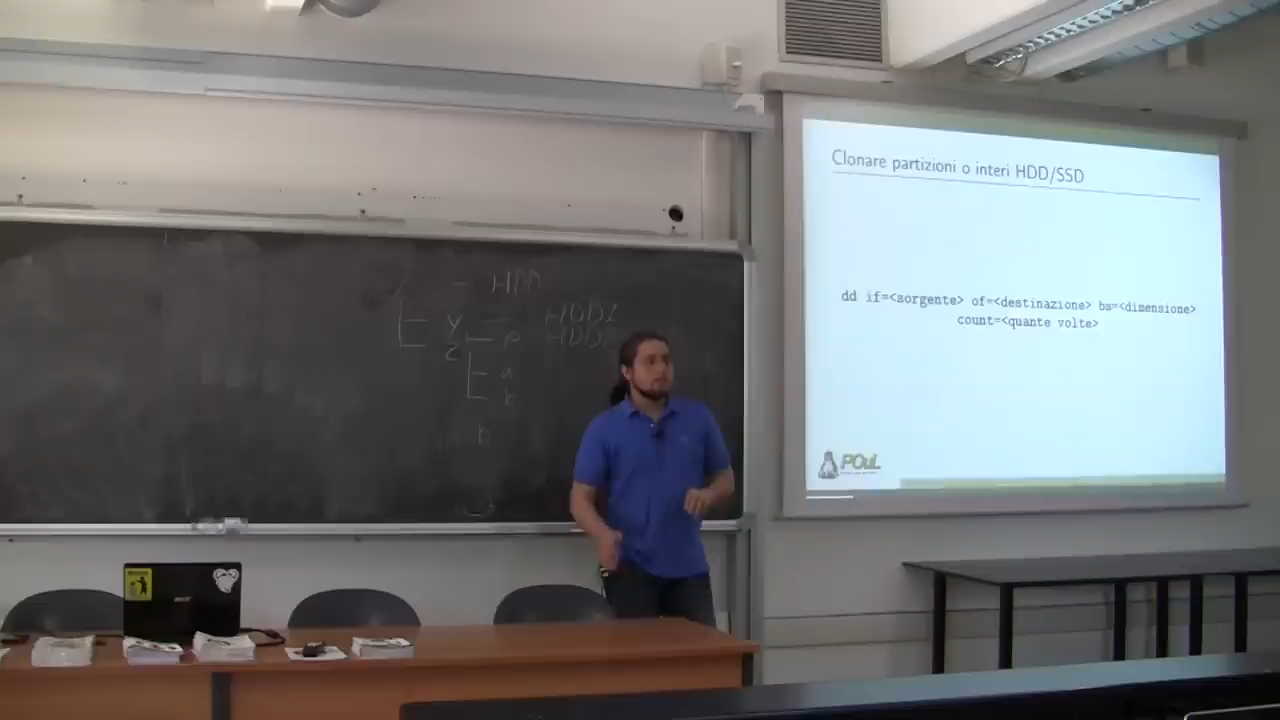 HDD
Y — HDD2
Z
a
b
b
Clonare partizioni o interi HDD/SSD
dd if=<sorgente> of=<destinazione> bs=<dimensione>
count=<quante volte>
POuL